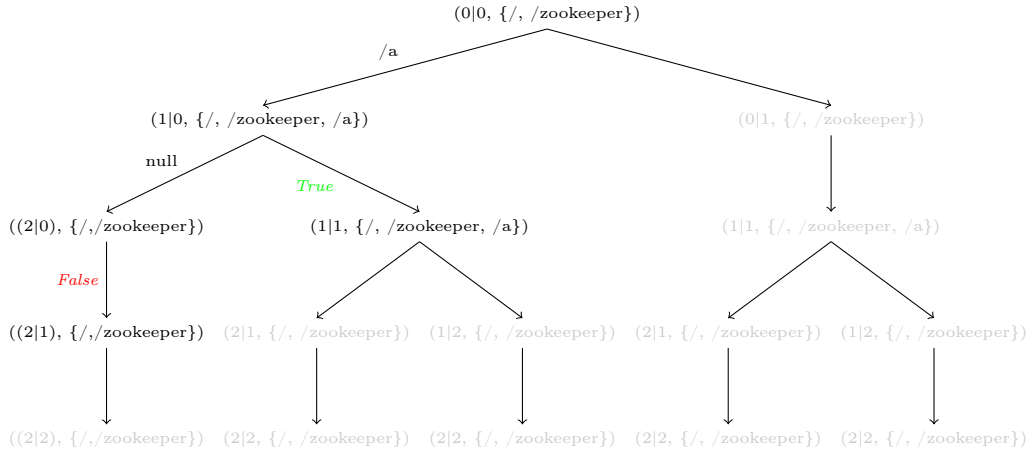 (0|0, {/, /zookeeper})
/a
(1|0, {/, /zookeeper, /a}) (0|1, {/, /zookeeper})
null
True
((2|0), {/,/zookeeper}) (1|1, {/, /zookeeper, /a}) (1|1, {/, /zookeeper, /a})
False
((2|1), {/,/zookeeper}) (2|1, {/, /zookeeper}) (1|2, {/, /zookeeper}) (2|1, {/, /zookeeper}) (1|2, {/, /zookeeper})
((2|2), {/,/zookeeper}) (2|2, {/, /zookeeper}) (2|2, {/, /zookeeper}) (2|2, {/, /zookeeper}) (2|2, {/, /zookeeper})